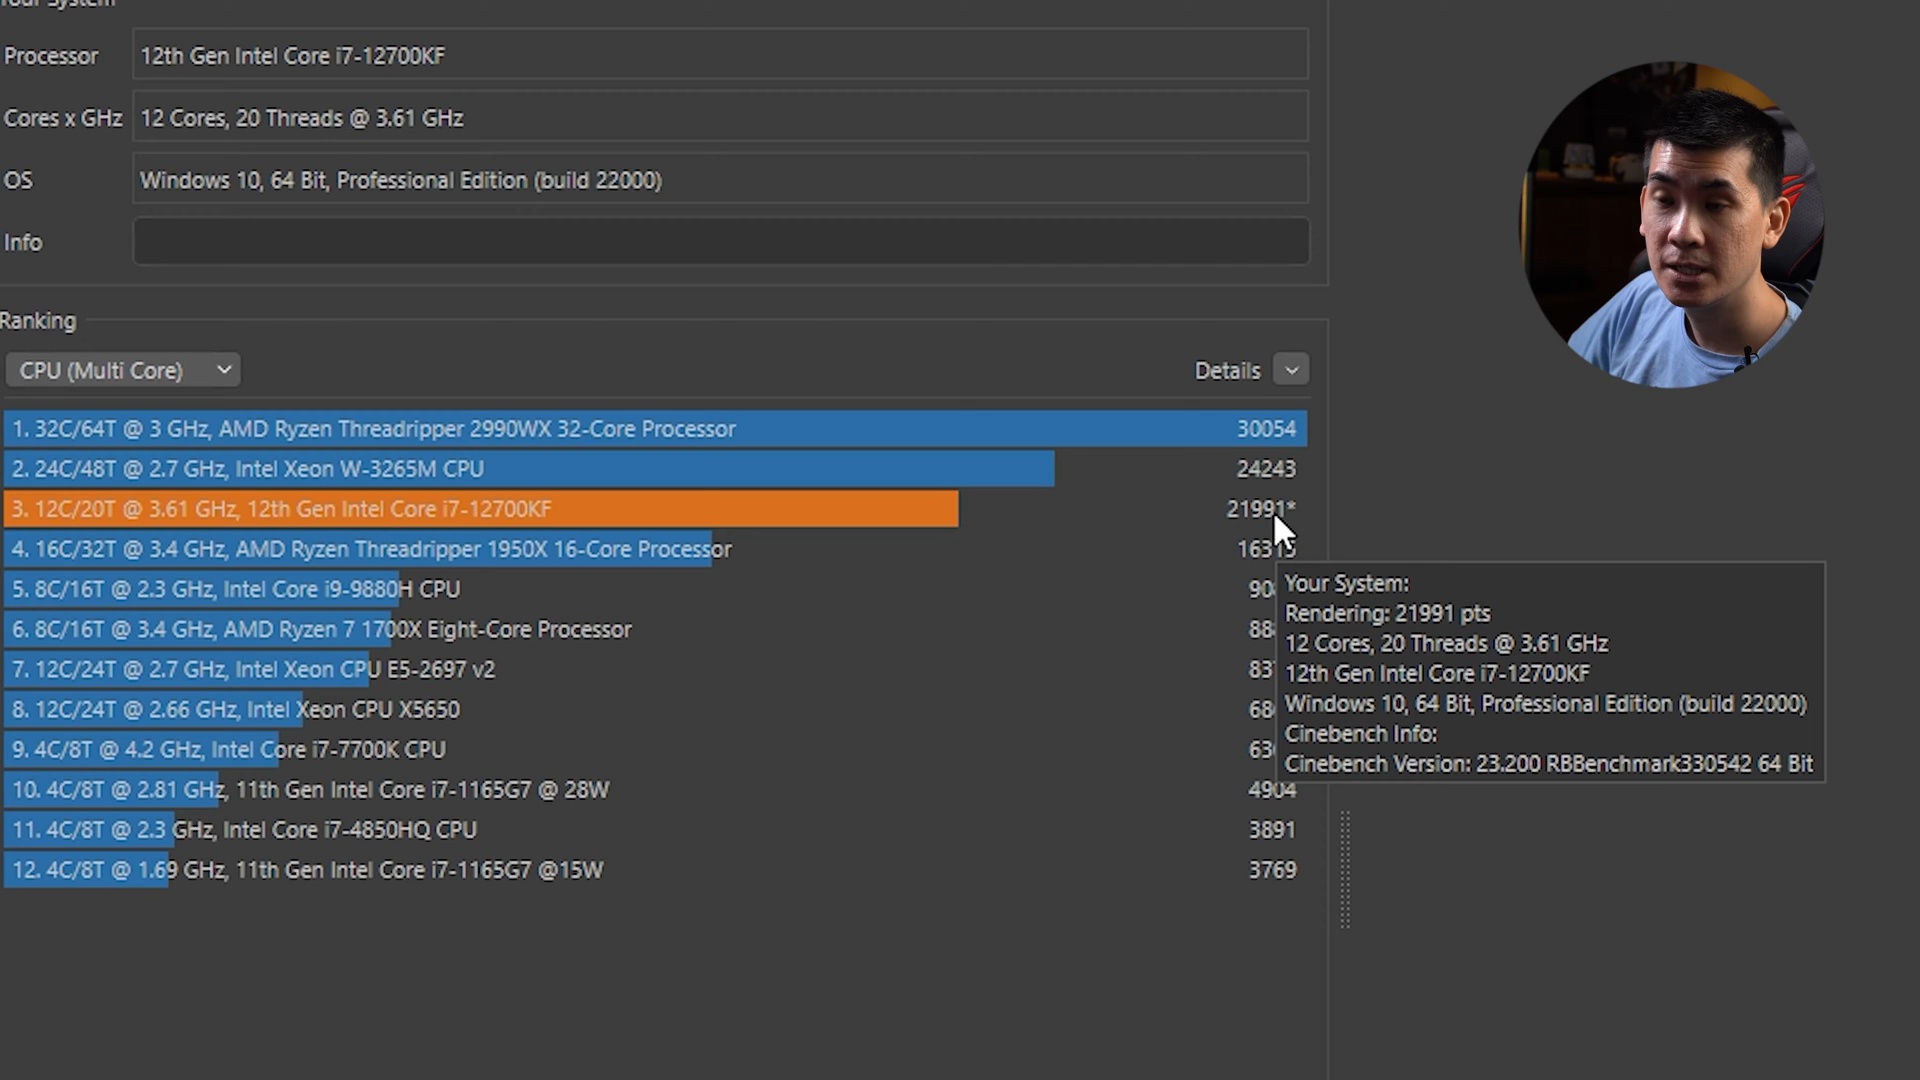 Your System
Processor 12th Gen Intel Core i7-12700KF
Cores x GHz 12 Cores, 20 Threads @ 3.61 GHz
OS Windows 10, 64 Bit, Professional Edition (build 22000)
Info
Ranking
CPU (Multi Core) Details
1. 32C/64T @ 3 GHz, AMD Ryzen Threadripper 2990WX 32-Core Processor 30054
2. 24C/48T @ 2.7 GHz, Intel Xeon W-3265M CPU 24243
3. 12C/20T @ 3.61 GHz, 12th Gen Intel Core i7-12700KF 21991*
4. 16C/32T @ 3.4 GHz, AMD Ryzen Threadripper 1950X 16-Core Processor
5. 8C/16T @ 2.3 GHz, Intel Core i9-9880H CPU
6. 8C/16T @ 3.4 GHz, AMD Ryzen 7 1700X Eight-Core Processor
7. 12C/24T @ 2.7 GHz, Intel Xeon CPU E5-2697 v2
8. 12C/24T @ 2.66 GHz, Intel Xeon CPU X5650
9. 4C/8T @ 4.2 GHz, Intel Core i7-7700K CPU
10. 4C/8T @ 2.81 GHz, 11th Gen Intel Core i7-1165G7 @ 28W 4904
11. 4C/8T @ 2.3 GHz, Intel Core i7-4850HQ CPU 3891
12. 4C/8T @ 1.69 GHz, 11th Gen Intel Core i7-1165G7 @15W 3769
Your System:
Rendering: 21991 pts
12 Cores, 20 Threads @ 3.61 GHz
12th Gen Intel Core i7-12700KF
Windows 10, 64 Bit, Professional Edition (build 22000)
Cinebench Info:
Cinebench Version: 23.200 RBBenchmark330542 64 Bit